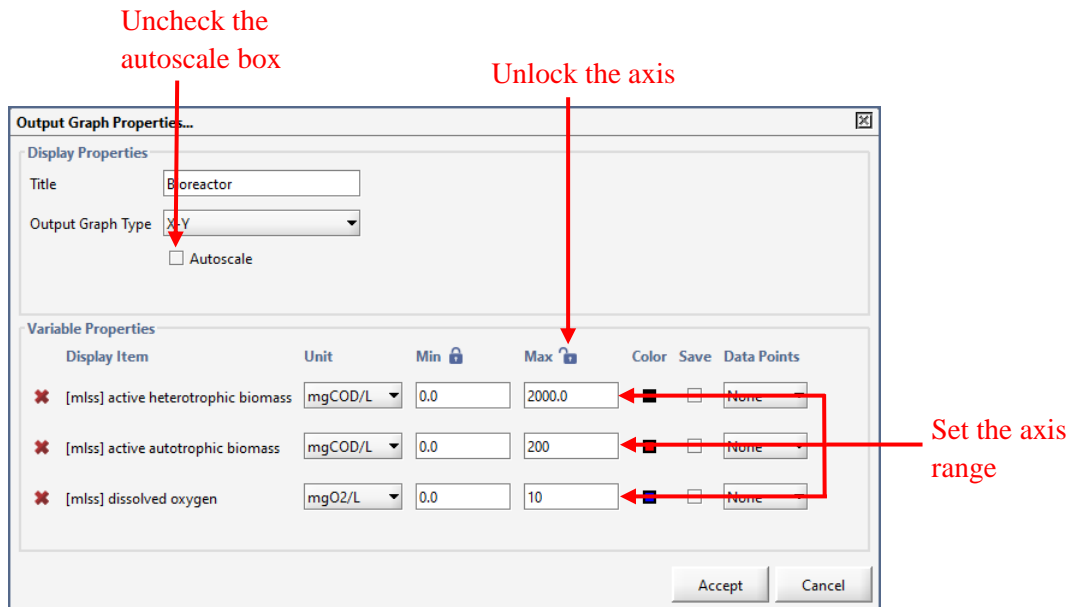 Uncheck the
autoscale box
Unlock the axis
Output Graph Properties...
Display Properties
Title Bioreactor
Output Graph Type X-Y
Autoscale
Variable Properties
Display Item Unit Min Max Color Save Data Points
[mlss] active heterotrophic biomass mgCOD/L 0.0 2000.0 None
[mlss] active autotrophic biomass mgCOD/L 0.0 200 None
[mlss] dissolved oxygen mgO2/L 0.0 10 None
Set the axis
range
Accept Cancel